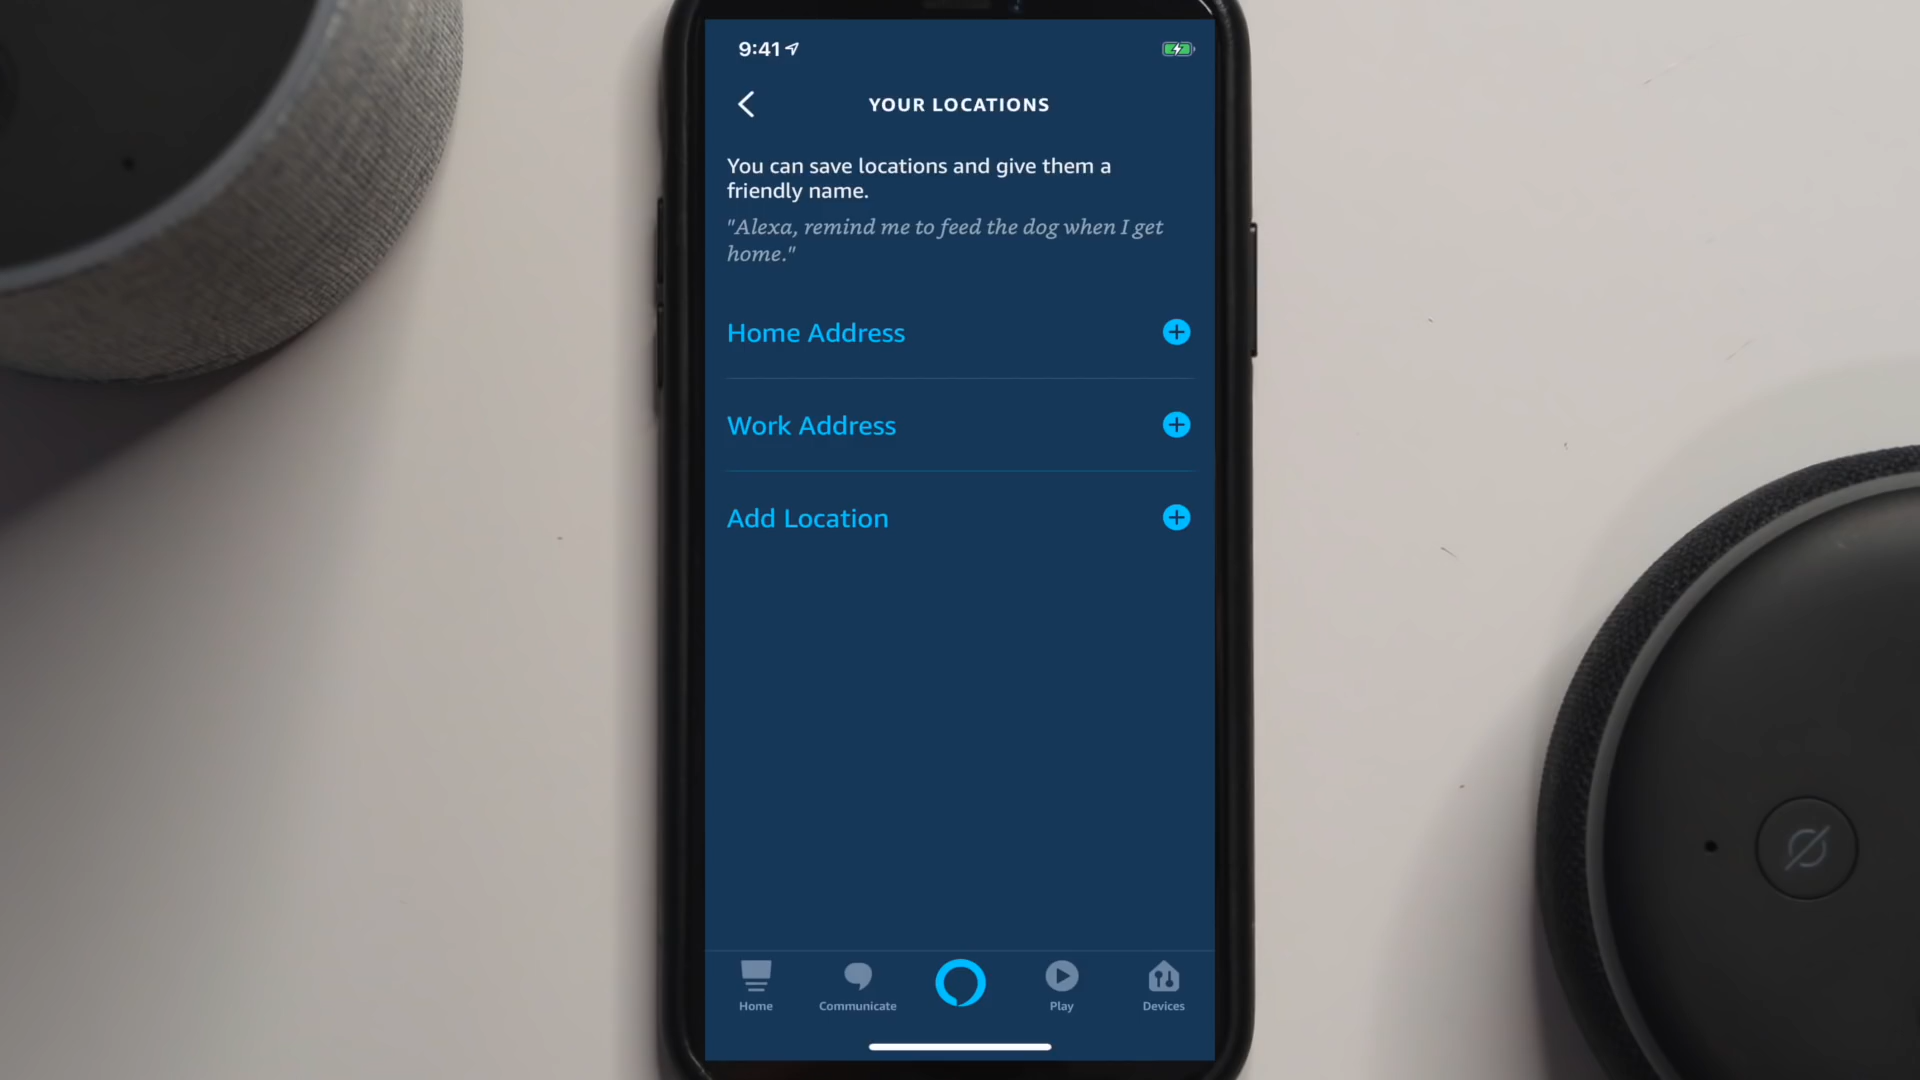 9:41
YOUR LOCATIONS
You can save locations and give them a
friendly name.
"Alexa, remind me to feed the dog when I get
home."
Home Address
Work Address
Add Location
Home
Communicate
Play
Devices